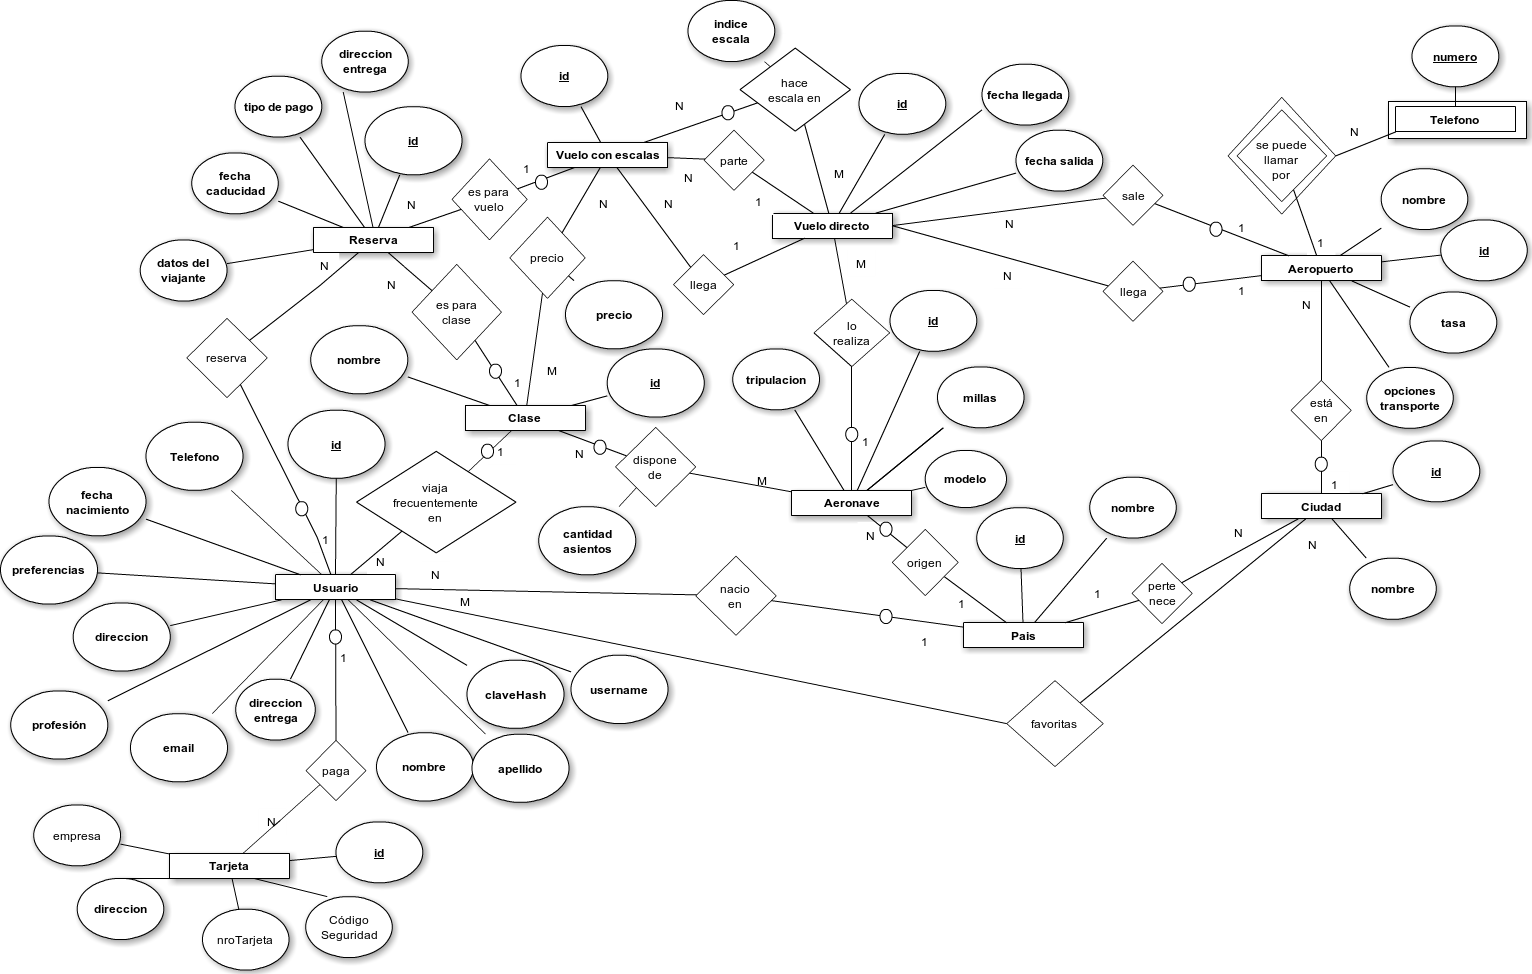 indice
escala
direccion
entrega
numero
id
hace
escala en
fecha llegada
tipo de pago
N
id
Telefono
id
N
se puede
llamar
por
Vuelo con escalas
parte
fecha salida
fecha
caducidad
1
N
M
es para
vuelo
sale
nombre
N
N
N
1
Reserva
Vuelo directo
N
1
1
id
datos del
viajante
N
precio
1
M
Aeropuerto
N
llega
N
llega
1
N
es para
clase
precio
id
tasa
lo
realiza
reserva
nombre
M
1
id
tripulacion
millas
opciones
transporte
está
en
Clase
id
1
Telefono
1
N
dispone
de
id
modelo
M
1
fecha
nacimiento
viaja
frecuentemente
en
Aeronave
Ciudad
nombre
cantidad
asientos
N
id
N
N
1
preferencias
N
origen
Usuario
N
nacio
en
perte
nece
nombre
M
1
1
direccion
1
Pais
1
claveHash
username
direccion
entrega
profesión
favoritas
email
nombre
apellido
paga
N
empresa
id
Tarjeta
direccion
Código
Seguridad
nroTarjeta